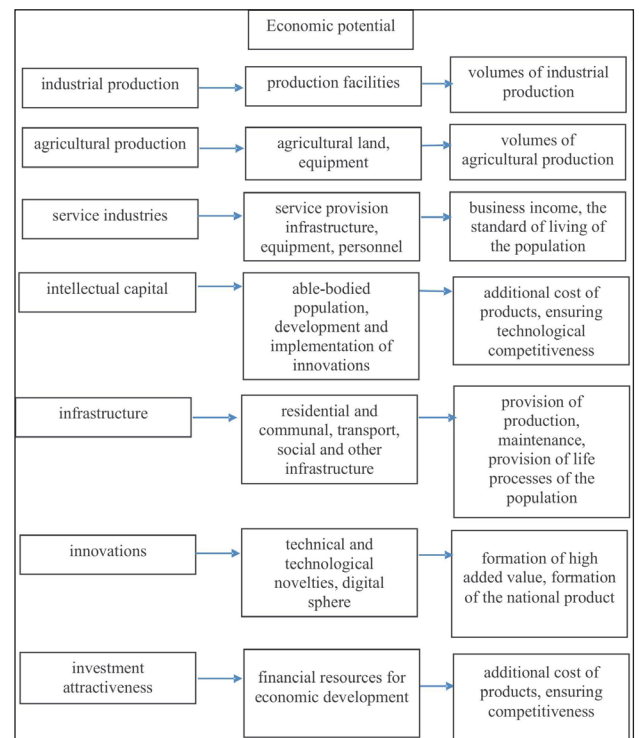 Economic potential
industrial production
production facilities
volumes of industrial
production
agricultural production
agricultural land,
equipment
volumes of
agricultural production
service industries
service provision
infrastructure,
equipment, personnel
business income, the
standard of living of
the population
intellectual capital
able-bodied
population,
development and
implementation of
innovations
additional cost of
products, ensuring
technological
competitiveness
infrastructure
residential and
communal, transport,
social and other
infrastructure
provision of
production,
maintenance,
provision of life
processes of the
population
innovations
technical and
technological
novelties, digital
sphere
formation of high
added value, formation
of the national product
investment
attractiveness
financial resources for
economic development
additional cost of
products, ensuring
competitiveness